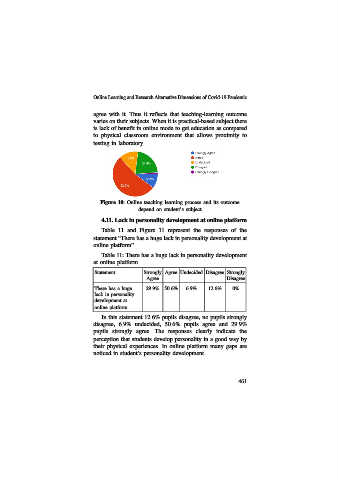 Online Learning and Research Alternative Dimensions of Covid-19 Pandemic
agree with it. Thus it reflects that teaching-learning outcome
varies on their subjects. When it is practical-based subject there
is lack of benefit in online mode to get education as compared
to physical classroom environment that allows proximity to
testing in laboratory.
Strongly Agree
Agree
Undecided
Disagree
Strongly Disagree
Figure 10: Online teaching learning process and its outcome
depend on student's subject
4.11. Lack in personality development at online platform
Table 11 and Figure 11 represent the responses of the
statement "There has a huge lack in personality development at
online platform"
Table 11: There has a huge lack in personality development
at online platform
Statement Strongly Agree Undecided Disagree Strongly
Agree Disagree
There has a huge 29.9% 50.6% 6.9% 12.6% 0%
lack in personality
development at
online platform
In this statement 12.6% pupils disagree, no pupils strongly
disagree, 6.9% undecided, 50.6% pupils agree and 29.9%
pupils strongly agree. The responses clearly indicate the
perception that students develop personality in a good way by
their physical experiences. In online platform many gaps are
noticed in student's personality development.
461